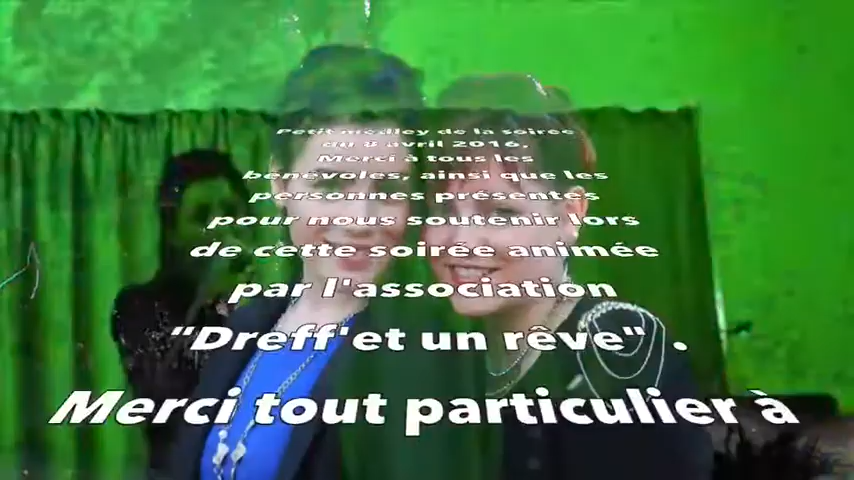 Petit medley de la soirée
du 8 avril 2016,
Merci à tous les
bénévoles, ainsi que les
personnes présentes
pour nous soutenir lors
de cette soirée animée
par l'association
"Dreff'et un rêve" .
Merci tout particulier à